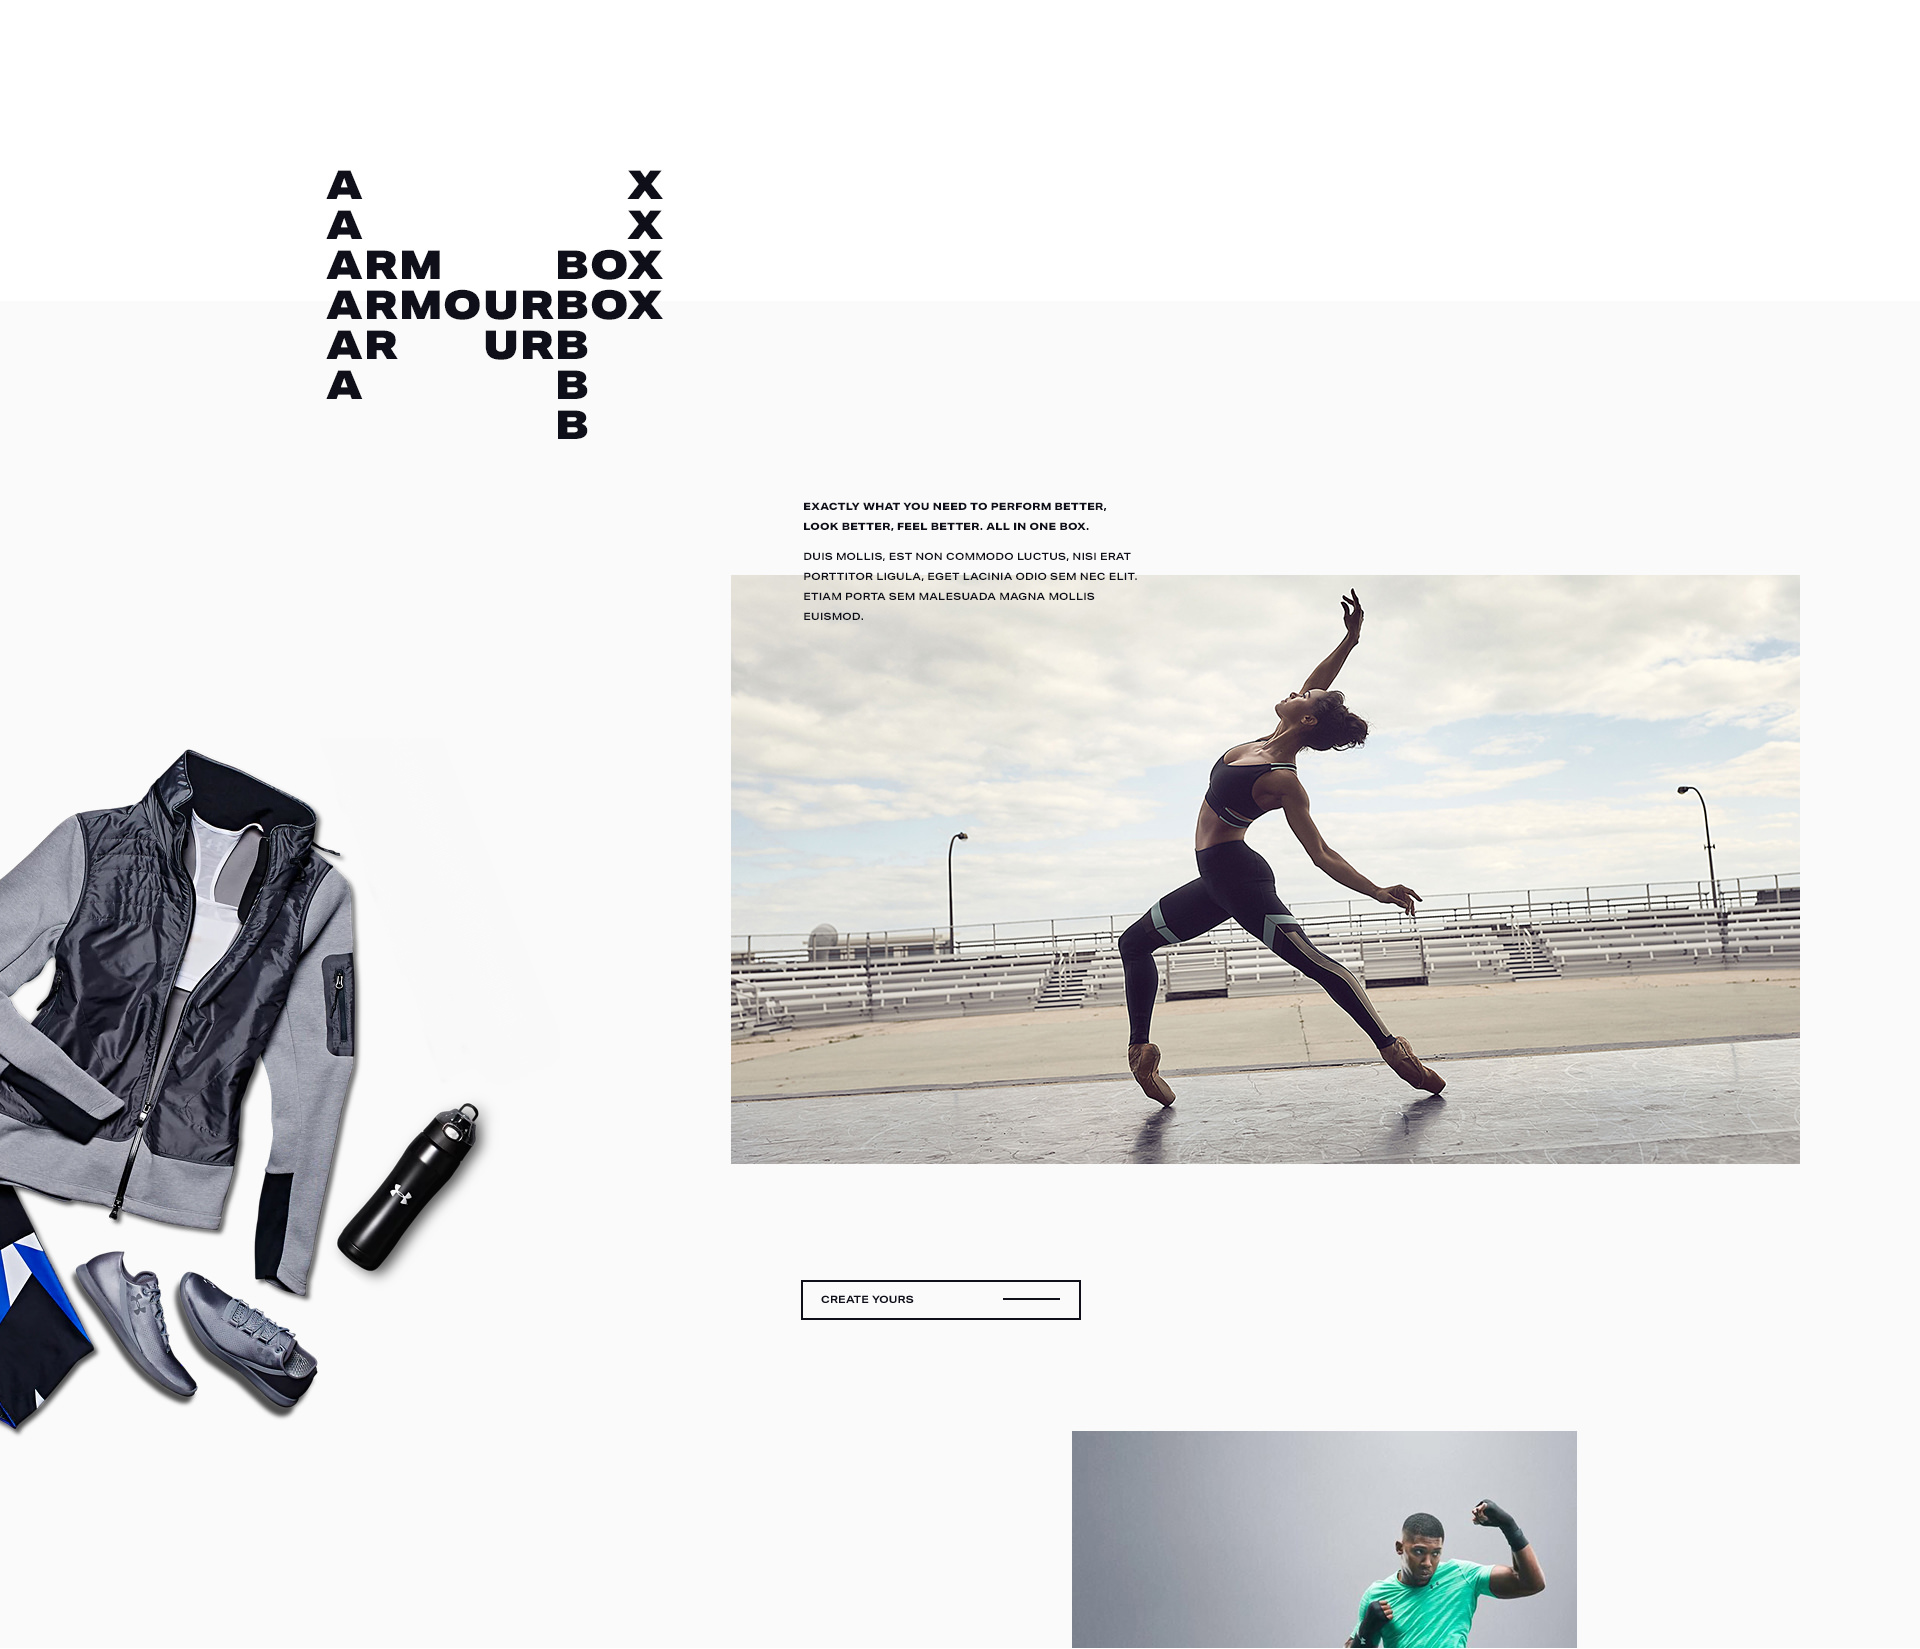 A X
A X
ARM BOX
ARMOURBOX
AR URB
A B
B
EXACTLY WHAT YOU NEED TO PERFORM BETTER,
LOOK BETTER, FEEL BETTER. ALL IN ONE BOX.
DUIS MOLLIS, EST NON COMMODO LUCTUS, NISI ERAT
PORTTITOR LIGULA, EGET LACINIA ODIO SEM NEC ELIT.
ETIAM PORTA SEM MALESUADA MAGNA MOLLIS
EUISMOD.
CREATE YOURS